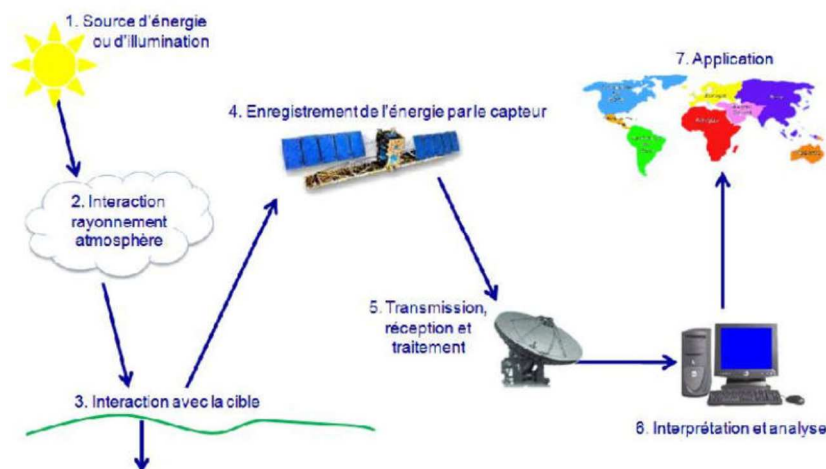 1. Source d'énergie
ou d'illumination
2. Interaction
rayonnement
atmosphère
3. Interaction avec la cible
4. Enregistrement de l'énergie par le capteur
5. Transmission,
réception et
traitement
6. Interprétation et analyse
7. Application